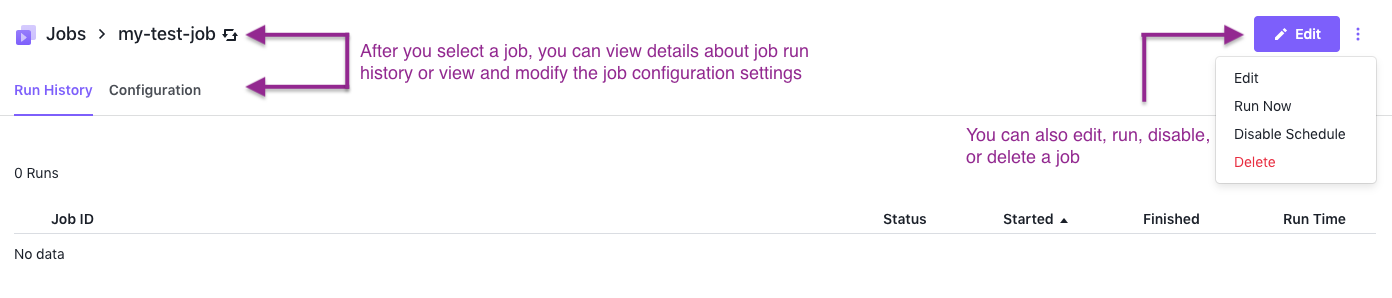 Jobs > my-test-job
Edit
After you select a job, you can view details about job run
history or view and modify the job configuration settings
Run History Configuration
Edit
Run Now
Disable Schedule
Delete
You can also edit, run, disable,
or delete a job
0 Runs
Job ID Status Started Finished Run Time
No data